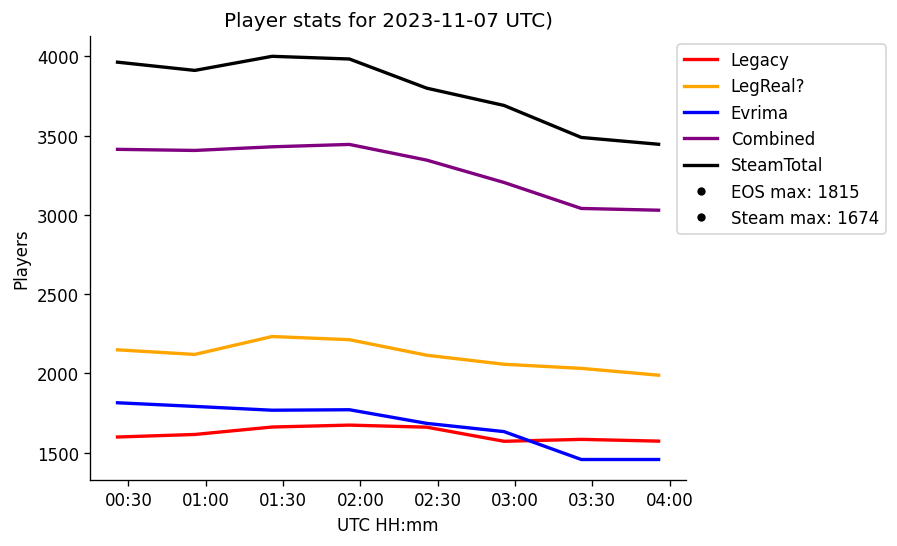 Player stats for 2023-11-07 UTC)
4000
3500
3000
2500
2000
1500
Players
00:30
01:00
01:30
02:00
02:30
03:00
03:30
04:00
UTC HH:mm
Legacy
LegReal?
Evrima
Combined
SteamTotal
EOS max: 1815
Steam max: 1674